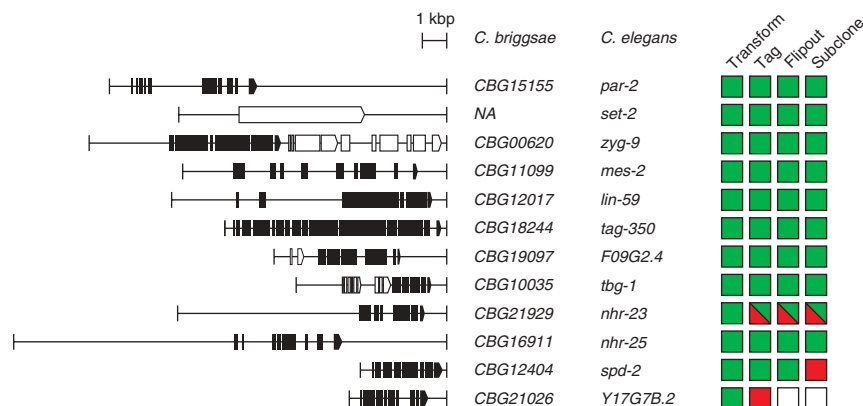 1 kbp
C. briggsae C. elegans Transform Tag Flipout Subclone
CBG15155 par-2
NA set-2
CBG00620 zyg-9
CBG11099 mes-2
CBG12017 lin-59
CBG18244 tag-350
CBG19097 F09G2.4
CBG10035 tbg-1
CBG21929 nhr-23
CBG16911 nhr-25
CBG12404 spd-2
CBG21026 Y17G7B.2